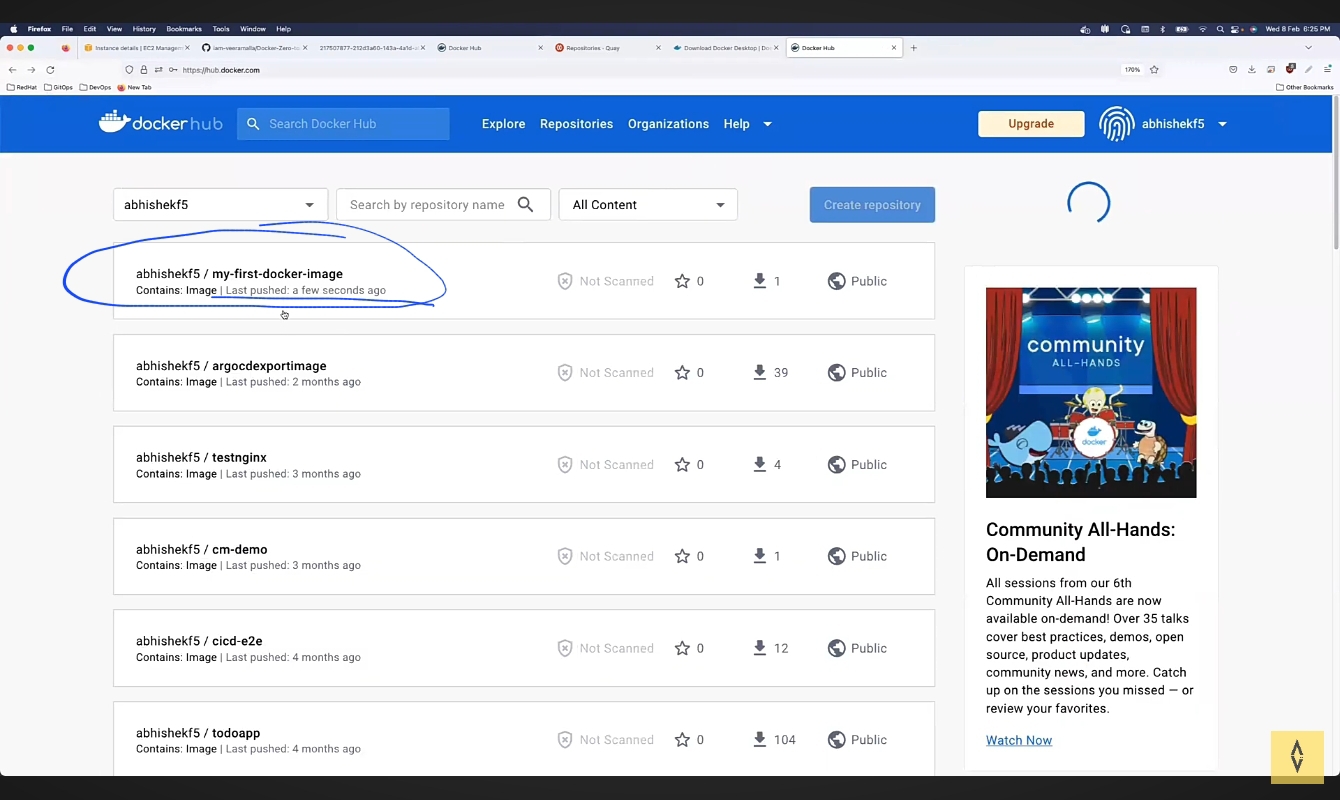 Firefox File Edit View History Bookmarks Tools Window Help
Wed 8 Feb 6:25 PM
Instance details | EC2 Managem
iam-veeramalla/Docker-Zero-to
Docker Hub
Repositories · Quay
Download Docker Desktop | Doc
Docker Hub
https://hub.docker.com
170%
RedHat GitOps DevOps New Tab
Other Bookmarks
dockerhub
Search Docker Hub
Explore Repositories Organizations Help
Upgrade
abhishekf5
abhishekf5
Search by repository name
All Content
Create repository
abhishekf5 / my-first-docker-image
Contains: Image | Last pushed: a few seconds ago
Not Scanned 0 1 Public
abhishekf5 / argocdexportimage
Contains: Image | Last pushed: 2 months ago
Not Scanned 0 39 Public
abhishekf5 / testnginx
Contains: Image | Last pushed: 3 months ago
Not Scanned 0 4 Public
abhishekf5 / cm-demo
Contains: Image | Last pushed: 3 months ago
Not Scanned 0 1 Public
abhishekf5 / cicd-e2e
Contains: Image | Last pushed: 4 months ago
Not Scanned 0 12 Public
abhishekf5 / todoapp
Contains: Image | Last pushed: 4 months ago
Not Scanned 0 104 Public
community
ALL-HANDS
docker
Community All-Hands:
On-Demand
All sessions from our 6th
Community All-Hands are now
available on-demand! Over 35 talks
cover best practices, demos, open
source, product updates,
community news, and more. Catch
up on the sessions you missed — or
review your favorites.
Watch Now